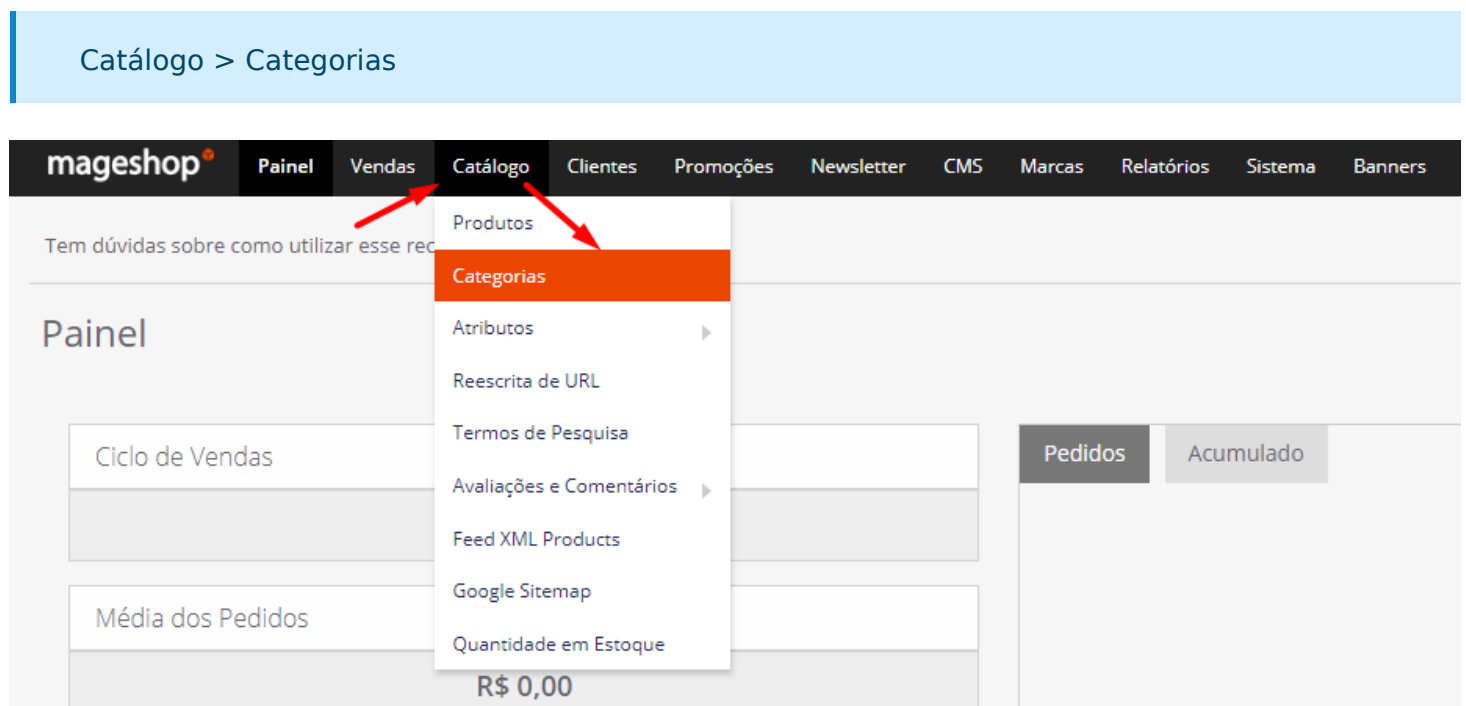 Catálogo > Categorias
mageshop Painel Vendas Catálogo Clientes Promoções Newsletter CMS Marcas Relatórios Sistema Banners
Produtos
Tem dúvidas sobre como utilizar esse rec
Categorias
Painel
Atributos
Reescrita de URL
Termos de Pesquisa
Ciclo de Vendas
Pedidos Acumulado
Avaliações e Comentários
Feed XML Products
Google Sitemap
Média dos Pedidos
Quantidade em Estoque
R$ 0,00